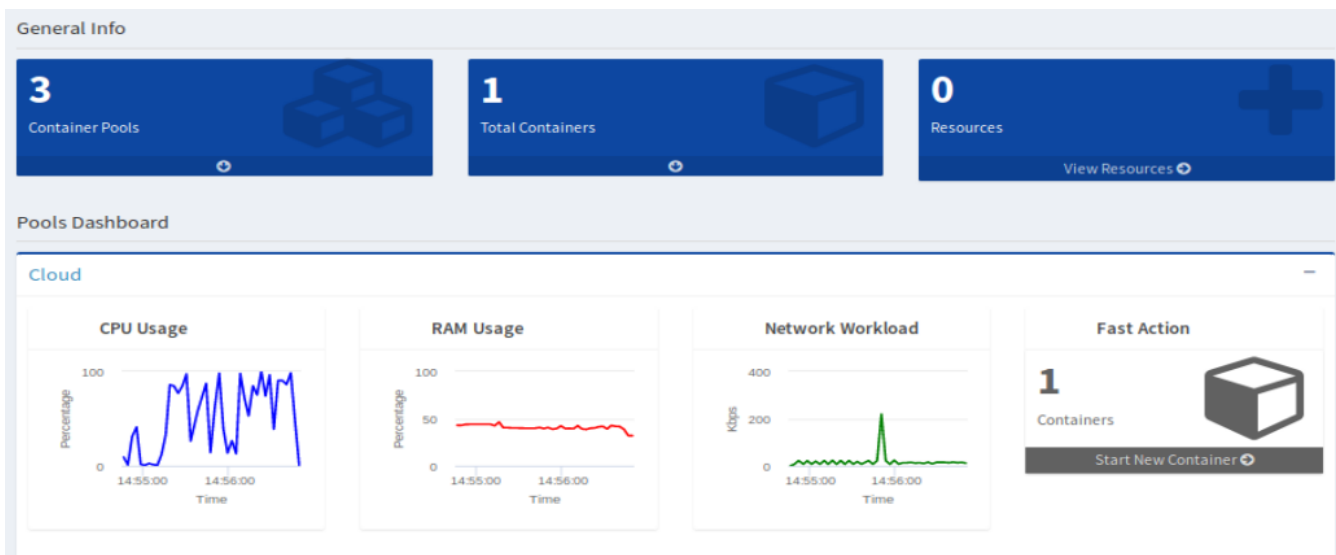 General Info
3
Container Pools
1
Total Containers
0
Resources
View Resources
Pools Dashboard
Cloud
CPU Usage
100
0
Percentage
14:55:00 14:56:00
Time
RAM Usage
100
50
0
Percentage
14:55:00 14:56:00
Time
Network Workload
400
200
0
Kbps
14:55:00 14:56:00
Time
Fast Action
1
Containers
Start New Container